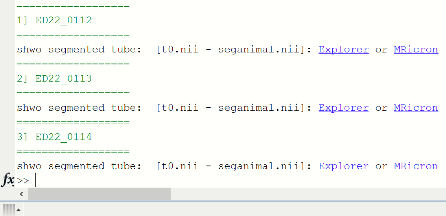 ==================
1] ED22_0112
==================
shwo segmented tube:  [t0.nii - seganimal.nii]: Explorer or MRicron
==================
2] ED22_0113
==================
shwo segmented tube:  [t0.nii - seganimal.nii]: Explorer or MRicron
==================
3] ED22_0114
==================
shwo segmented tube:  [t0.nii - seganimal.nii]: Explorer or MRicron
fx >>